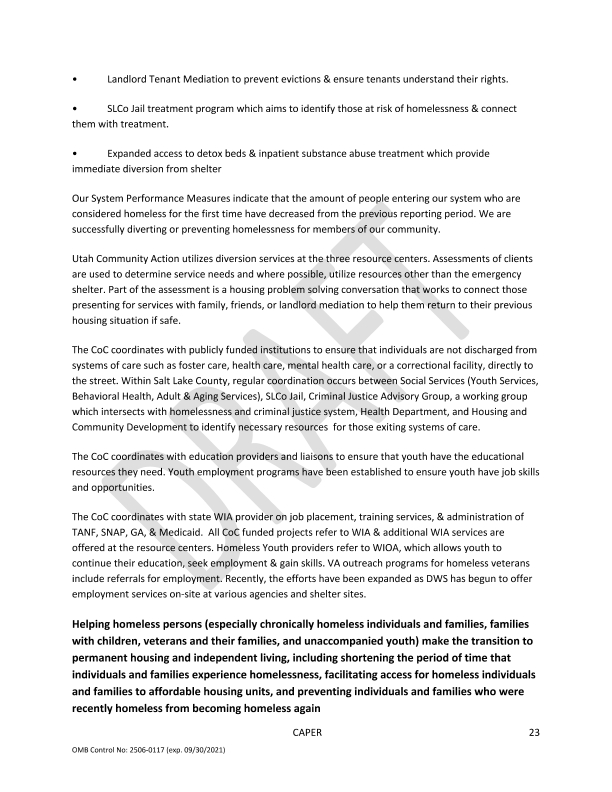 • Landlord Tenant Mediation to prevent evictions & ensure tenants understand their rights.
• SLCo Jail treatment program which aims to identify those at risk of homelessness & connect
them with treatment.
• Expanded access to detox beds & inpatient substance abuse treatment which provide
immediate diversion from shelter
Our System Performance Measures indicate that the amount of people entering our system who are
considered homeless for the first time have decreased from the previous reporting period. We are
successfully diverting or preventing homelessness for members of our community.
Utah Community Action utilizes diversion services at the three resource centers. Assessments of clients
are used to determine service needs and where possible, utilize resources other than the emergency
shelter. Part of the assessment is a housing problem solving conversation that works to connect those
presenting for services with family, friends, or landlord mediation to help them return to their previous
housing situation if safe.
The CoC coordinates with publicly funded institutions to ensure that individuals are not discharged from
systems of care such as foster care, health care, mental health care, or a correctional facility, directly to
the street. Within Salt Lake County, regular coordination occurs between Social Services (Youth Services,
Behavioral Health, Adult & Aging Services), SLCo Jail, Criminal Justice Advisory Group, a working group
which intersects with homelessness and criminal justice system, Health Department, and Housing and
Community Development to identify necessary resources  for those exiting systems of care.
The CoC coordinates with education providers and liaisons to ensure that youth have the educational
resources they need. Youth employment programs have been established to ensure youth have job skills
and opportunities.
The CoC coordinates with state WIA provider on job placement, training services, & administration of
TANF, SNAP, GA, & Medicaid.  All CoC funded projects refer to WIA & additional WIA services are
offered at the resource centers. Homeless Youth providers refer to WIOA, which allows youth to
continue their education, seek employment & gain skills. VA outreach programs for homeless veterans
include referrals for employment. Recently, the efforts have been expanded as DWS has begun to offer
employment services on-site at various agencies and shelter sites.
Helping homeless persons (especially chronically homeless individuals and families, families
with children, veterans and their families, and unaccompanied youth) make the transition to
permanent housing and independent living, including shortening the period of time that
individuals and families experience homelessness, facilitating access for homeless individuals
and families to affordable housing units, and preventing individuals and families who were
recently homeless from becoming homeless again
CAPER 23
OMB Control No: 2506-0117 (exp. 09/30/2021)
DRAFT